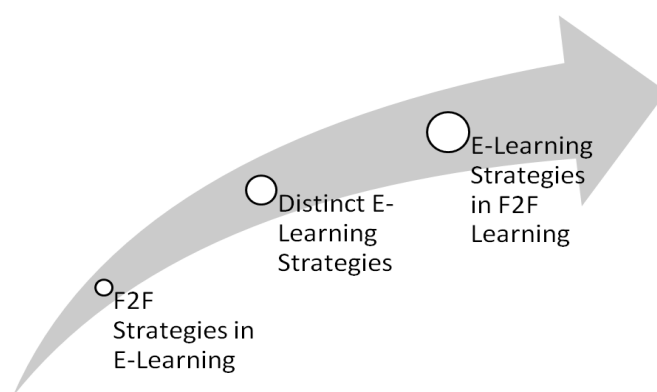 E-Learning
Strategies
in F2F
Learning
Distinct E-
Learning
Strategies
F2F
Strategies in
E-Learning